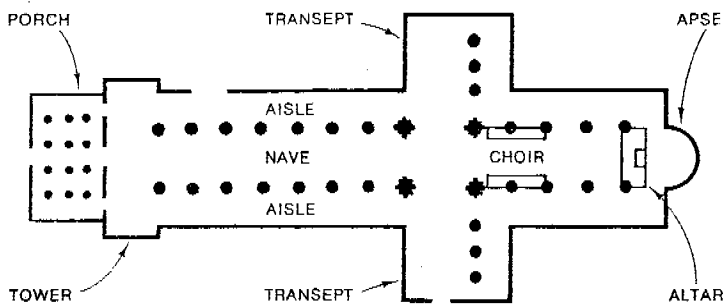 PORCH
TRANSEPT
APSE
AISLE
NAVE
CHOIR
AISLE
TOWER
TRANSEPT
ALTAR